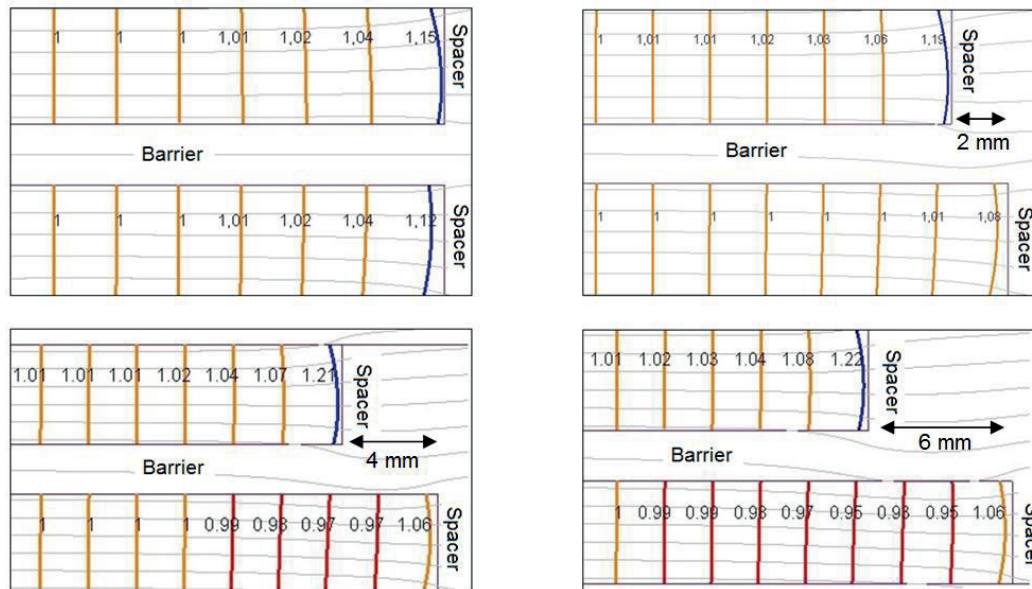 1 1 1 1,01 1,02 1,04 1,15
Spacer
Barrier
1 1 1 1,01 1,02 1,04 1,12
Spacer
1 1,01 1,01 1,02 1,03 1,06 1,19
Spacer
2 mm
Barrier
1 1 1 1 1 1 1,01 1,08
Spacer
1.01 1.01 1.01 1.02 1.04 1.07 1.21
Spacer
4 mm
Barrier
1 1 1 1 0.99 0.98 0.97 0.97 1.06
Spacer
1.01 1.02 1.03 1.04 1.08 1.22
Spacer
6 mm
Barrier
1 0.99 0.99 0.98 0.97 0.95 0.93 0.95 1.06
Spacer